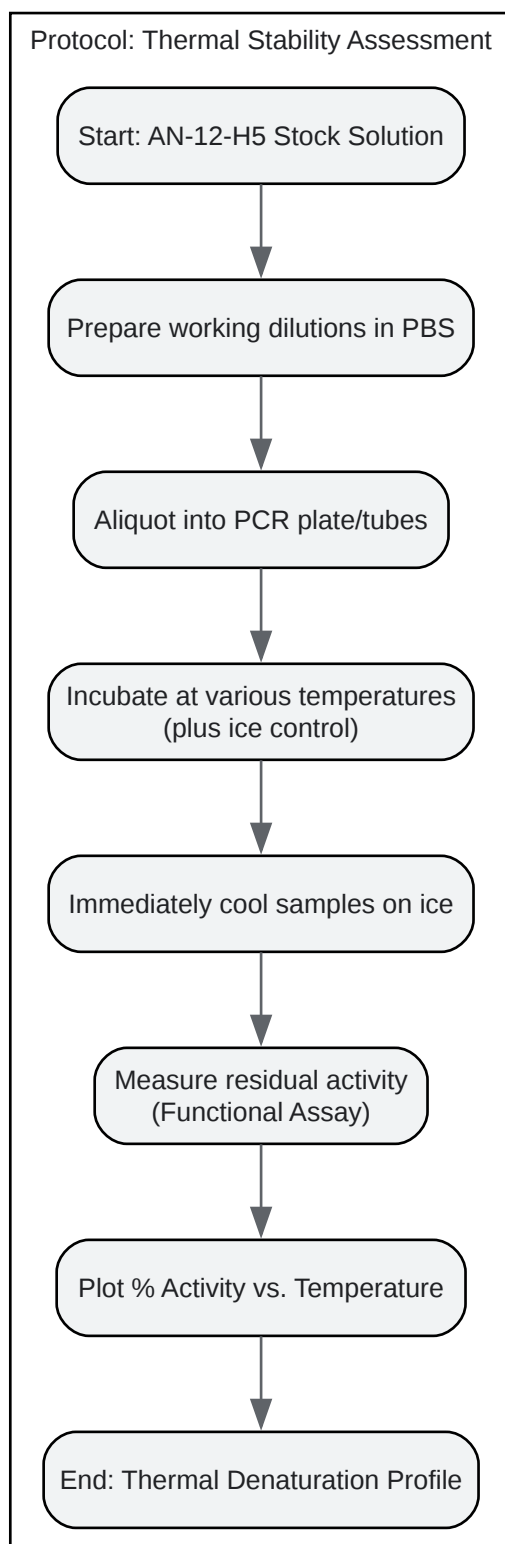 Protocol: Thermal Stability Assessment
Start: AN-12-H5 Stock Solution
Prepare working dilutions in PBS
Aliquot into PCR plate/tubes
Incubate at various temperatures
(plus ice control)
Immediately cool samples on ice
Measure residual activity
(Functional Assay)
Plot % Activity vs. Temperature
End: Thermal Denaturation Profile